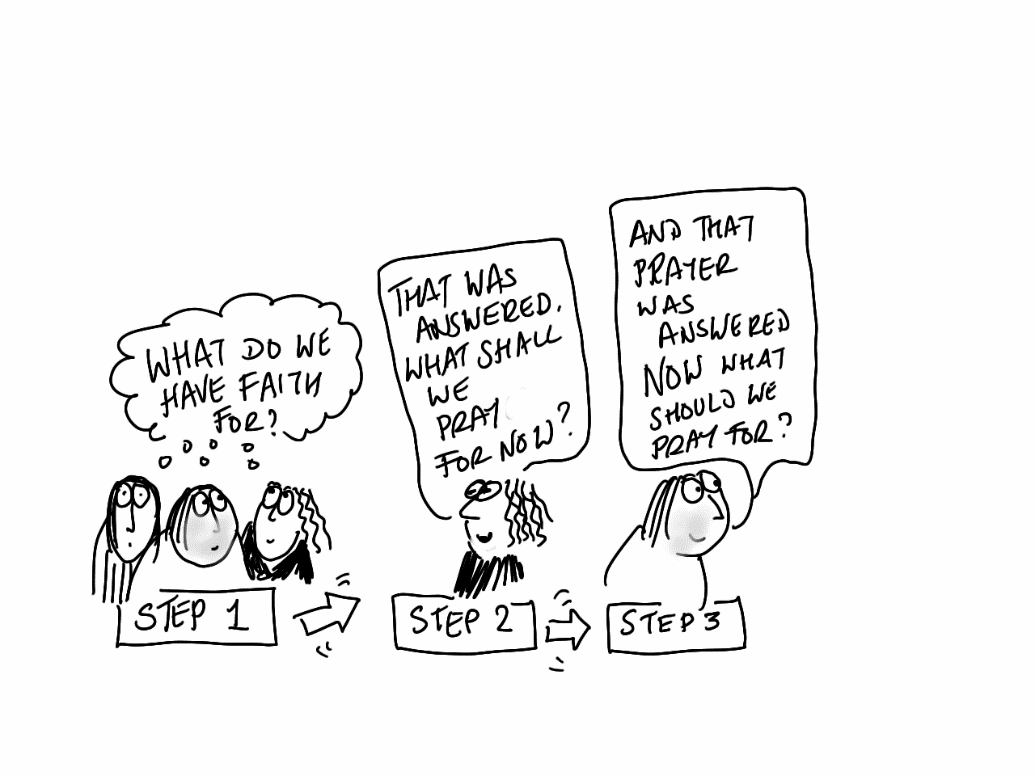 WHAT DO WE
HAVE FAITH
FOR?
STEP 1
THAT WAS
ANSWERED.
WHAT SHALL
WE
PRAY
FOR NOW?
STEP 2
AND THAT
PRAYER
WAS
ANSWERED
NOW WHAT
SHOULD WE
PRAY FOR?
STEP 3